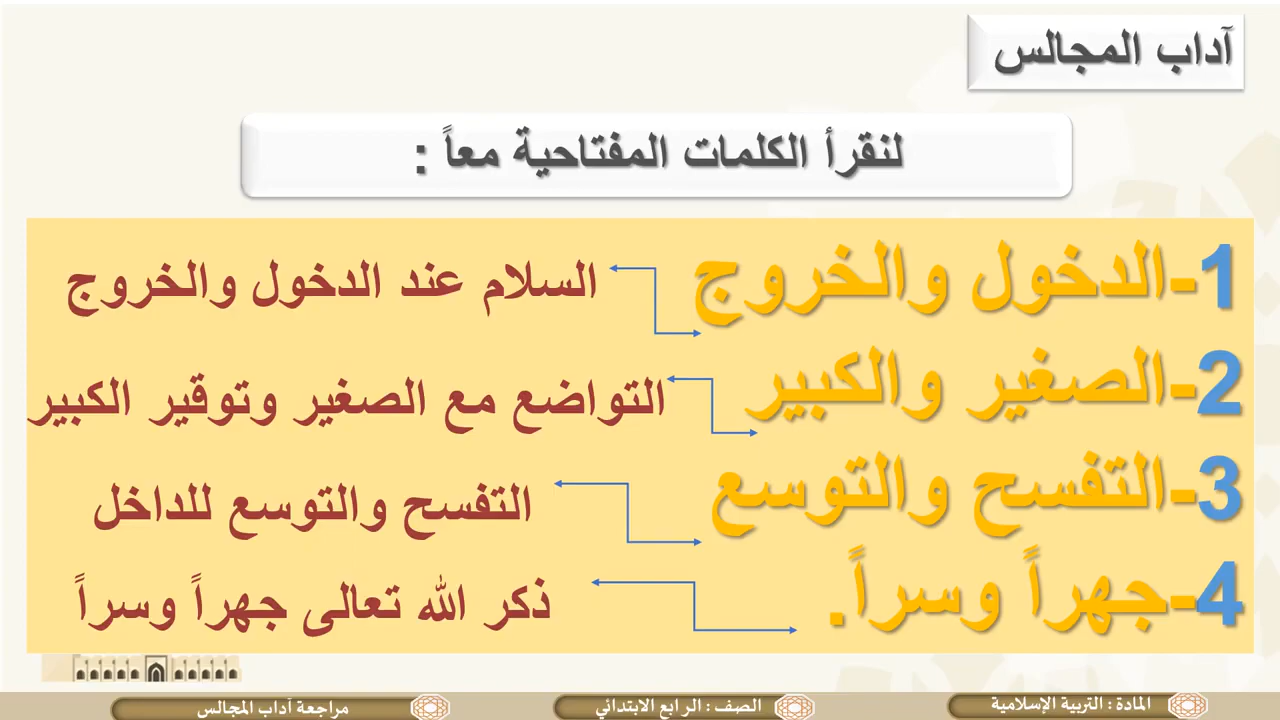 آداب المجالس
لنقرأ الكلمات المفتاحية معاً :
1-الدخول والخروج
السلام عند الدخول والخروج
2-الصغير والكبير
التواضع مع الصغير وتوقير الكبير
3-التفسح والتوسع
التفسح والتوسع للداخل
4-جهراً وسراً.
ذكر الله تعالى جهراً وسراً
المادة : التربية الإسلامية
الصف : الرابع الابتدائي
مراجعة آداب المجالس